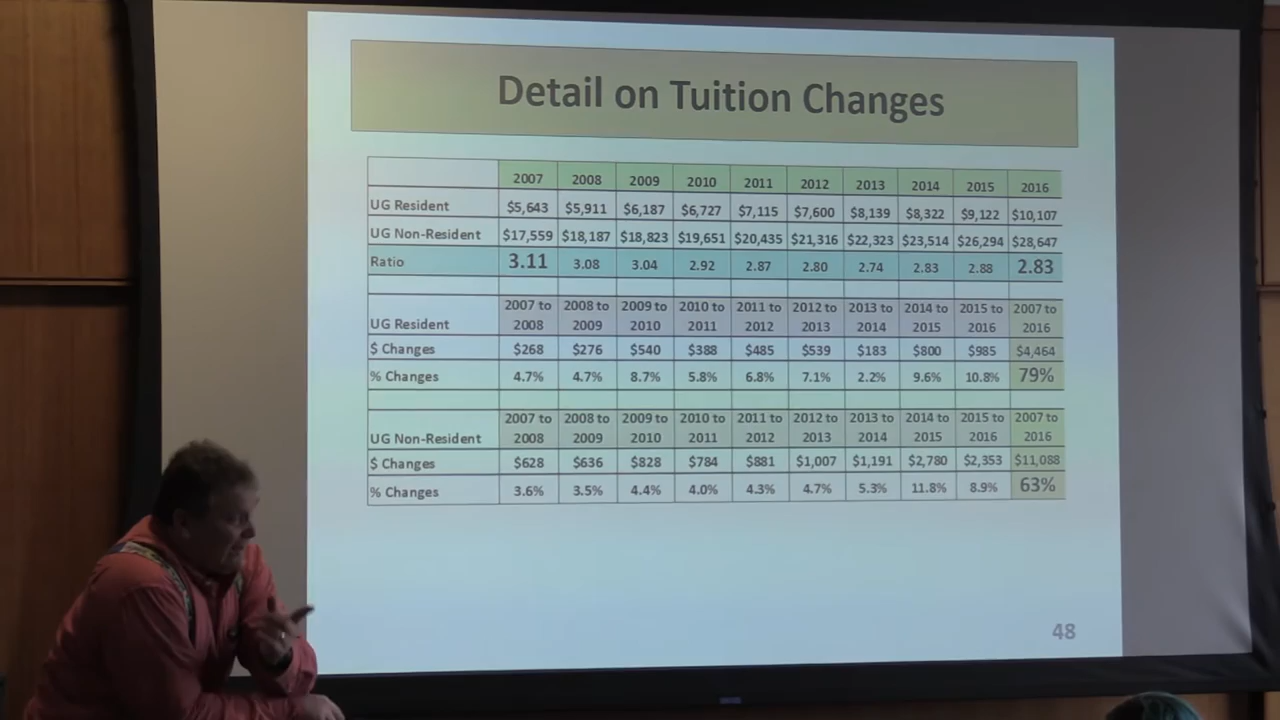 Detail on Tuition Changes
2007 2008 2009 2010 2011 2012 2013 2014 2015 2016
UG Resident $5,643 $5,911 $6,187 $6,727 $7,115 $7,600 $8,139 $8,322 $9,122 $10,107
UG Non-Resident $17,559 $18,187 $18,823 $19,651 $20,435 $21,316 $22,323 $23,514 $26,294 $28,647
Ratio 3.11 3.08 3.04 2.92 2.87 2.80 2.74 2.83 2.88 2.83
2007 to 2008 to 2009 to 2010 to 2011 to 2012 to 2013 to 2014 to 2015 to 2007 to
UG Resident 2008 2009 2010 2011 2012 2013 2014 2015 2016 2016
$ Changes $268 $276 $540 $388 $485 $539 $183 $800 $985 $4,464
% Changes 4.7% 4.7% 8.7% 5.8% 6.8% 7.1% 2.2% 9.6% 10.8% 79%
2007 to 2008 to 2009 to 2010 to 2011 to 2012 to 2013 to 2014 to 2015 to 2007 to
UG Non-Resident 2008 2009 2010 2011 2012 2013 2014 2015 2016 2016
$ Changes $628 $636 $828 $784 $881 $1,007 $1,191 $2,780 $2,353 $11,088
% Changes 3.6% 3.5% 4.4% 4.0% 4.3% 4.7% 5.3% 11.8% 8.9% 63%
48